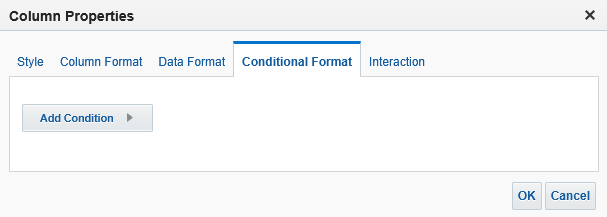 Column Properties
Style Column Format Data Format Conditional Format Interaction
Add Condition
OK Cancel